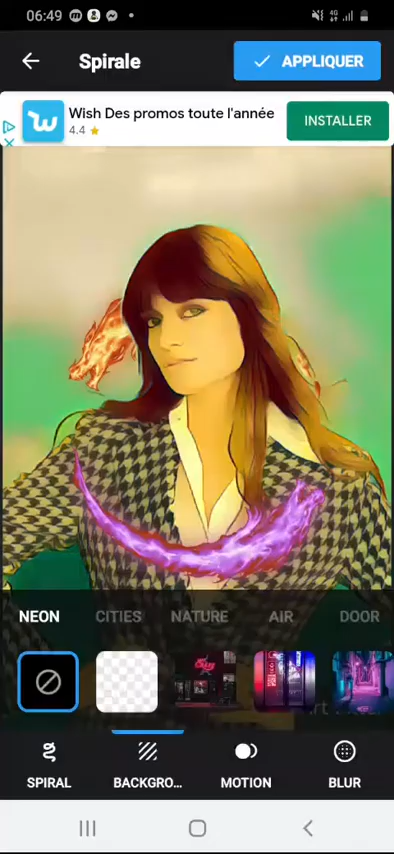 06:49
4G
Spirale
APPLIQUER
Wish Des promos toute l'année
4.4
INSTALLER
NEON
CITIES
NATURE
AIR
DOOR
SPIRAL
BACKGRO...
MOTION
BLUR